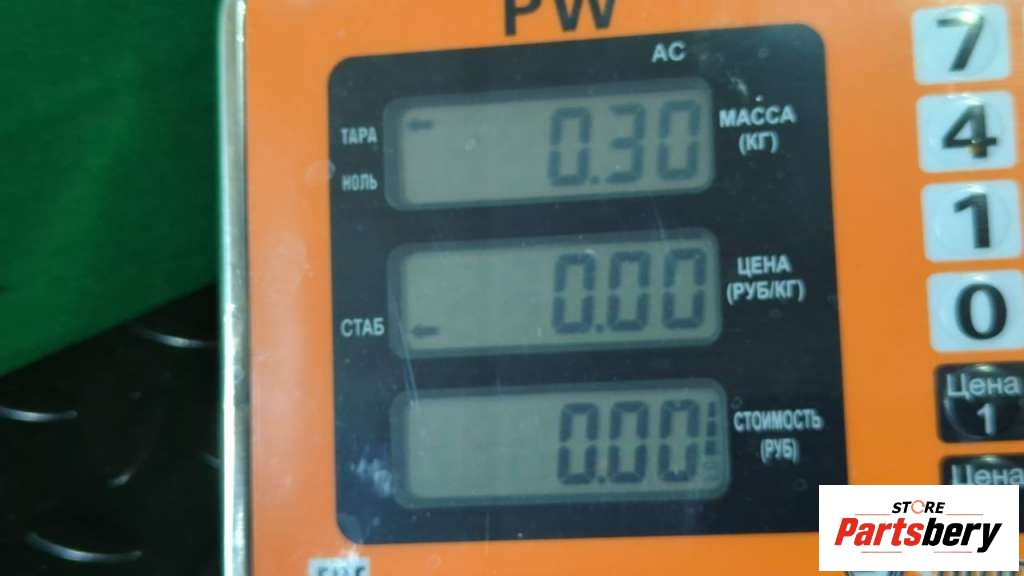 PW
AC
ТАРА
НОЛЬ
0.30
МАССА
(КГ)
СТАБ
0.00
ЦЕНА
(РУБ/КГ)
0.00
СТОИМОСТЬ
(РУБ)
7
4
1
0
Цена
1
Цена
STORE
Partsbery